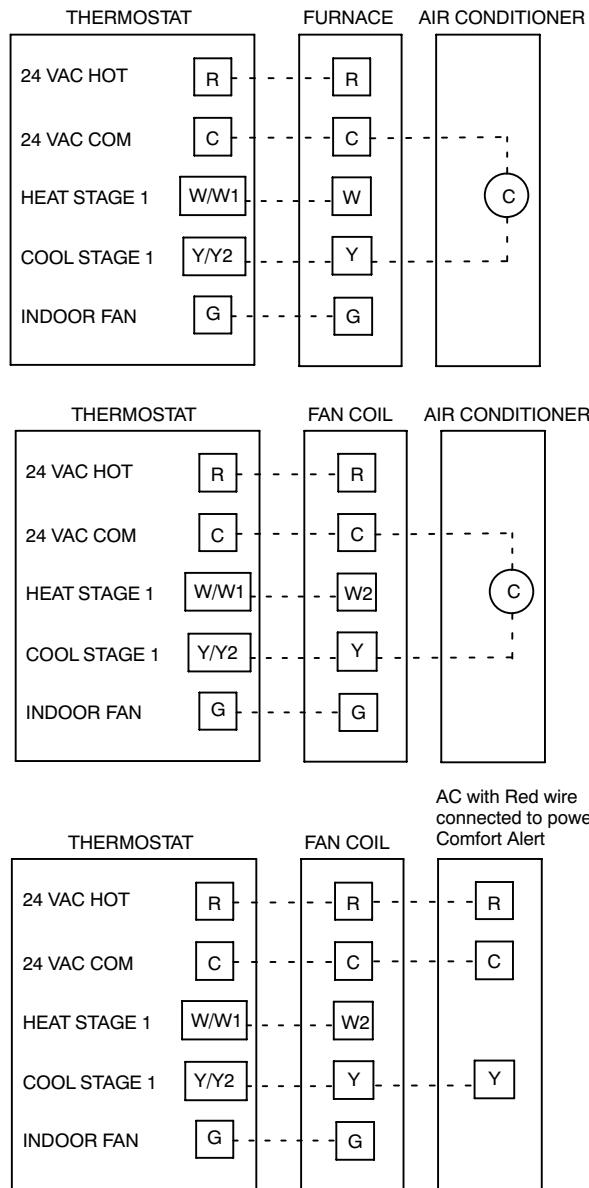 THERMOSTAT FURNACE AIR CONDITIONER
24 VAC HOT R R
24 VAC COM C C
HEAT STAGE 1 W/W1 W C
COOL STAGE 1 Y/Y2 Y
INDOOR FAN G G
THERMOSTAT FAN COIL AIR CONDITIONER
24 VAC HOT R R
24 VAC COM C C
HEAT STAGE 1 W/W1 W2 C
COOL STAGE 1 Y/Y2 Y
INDOOR FAN G G
AC with Red wire
connected to powe
Comfort Alert
THERMOSTAT FAN COIL
24 VAC HOT R R R
24 VAC COM C C C
HEAT STAGE 1 W/W1 W2
COOL STAGE 1 Y/Y2 Y Y
INDOOR FAN G G